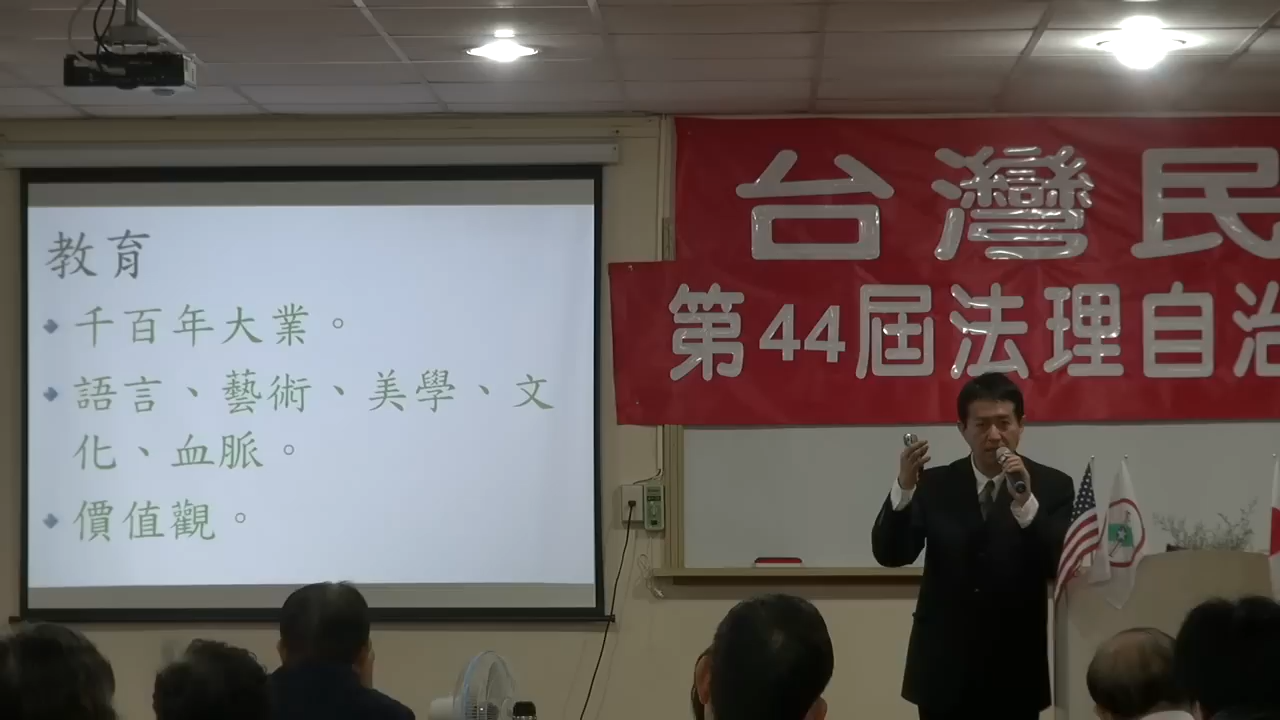 教育
千百年大業。
語言、藝術、美學、文
化、血脈。
價值觀。
台灣民
第44屆法理自治